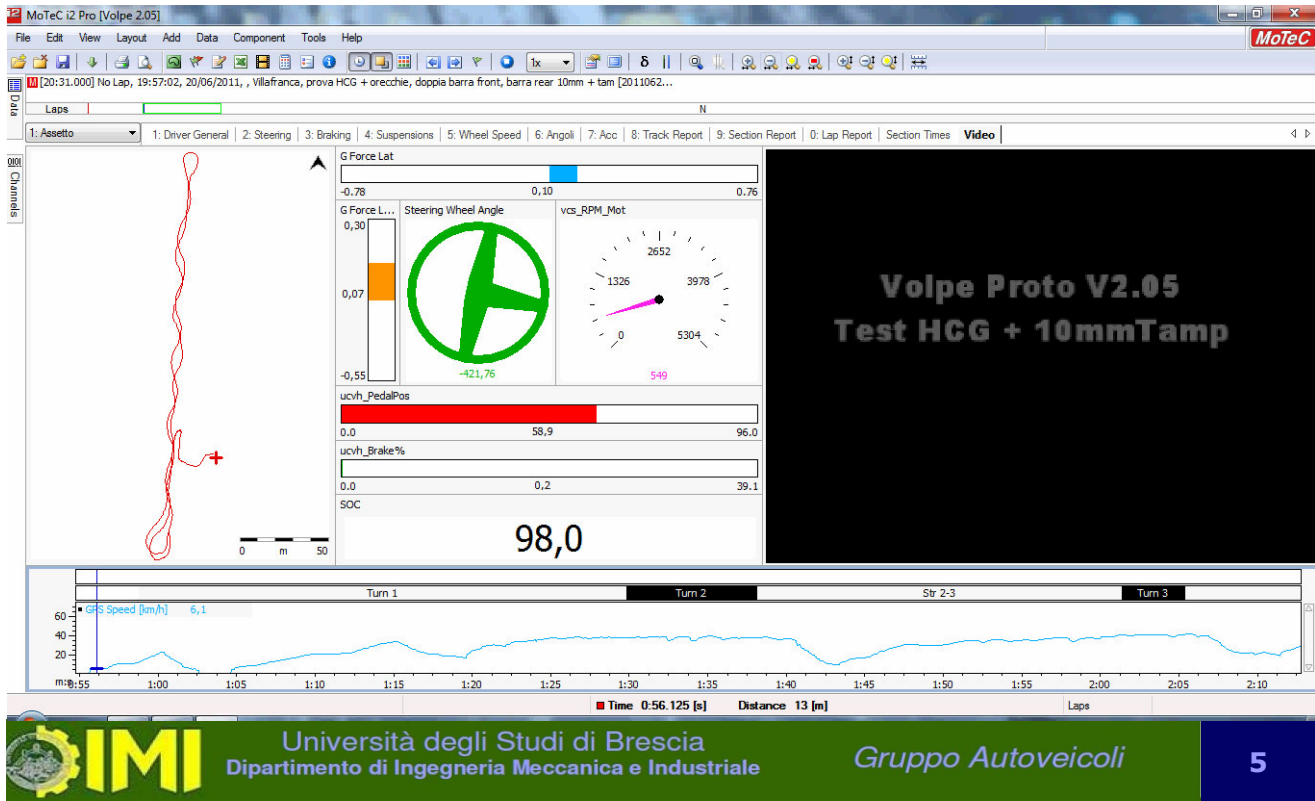 MoTeC i2 Pro [Volpe 2.05]
File Edit View Layout Add Data Component Tools Help
MoTeC
1x
[20:31.000] No Lap, 19:57:02, 20/06/2011, , Villafranca, prova HCG + orecchie, doppia barra front, barra rear 10mm + tam [2011062...
Data
Laps N
1: Assetto 1: Driver General 2: Steering 3: Braking 4: Suspensions 5: Wheel Speed 6: Angoli 7: Acc 8: Track Report 9: Section Report 0: Lap Report Section Times Video
Channels
G Force Lat
-0.78 0,10 0.76
G Force L... Steering Wheel Angle vcs_RPM_Mot
0,30
0,07
-0,55
-421,76
2652
1326 3978
0 5304
549
ucvh_PedalPos
0.0 58,9 96.0
ucvh_Brake%
0.0 0,2 39.1
SOC
98,0
0 m 50
Volpe Proto V2.05
Test HCG + 10mmTamp
Turn 1 Turn 2 Str 2-3 Turn 3
GPS Speed [km/h] 6,1
60
40
20
0:55 1:00 1:05 1:10 1:15 1:20 1:25 1:30 1:35 1:40 1:45 1:50 1:55 2:00 2:05 2:10
Time 0:56.125 [s] Distance 13 [m] Laps
IMI
Università degli Studi di Brescia
Dipartimento di Ingegneria Meccanica e Industriale
Gruppo Autoveicoli
5